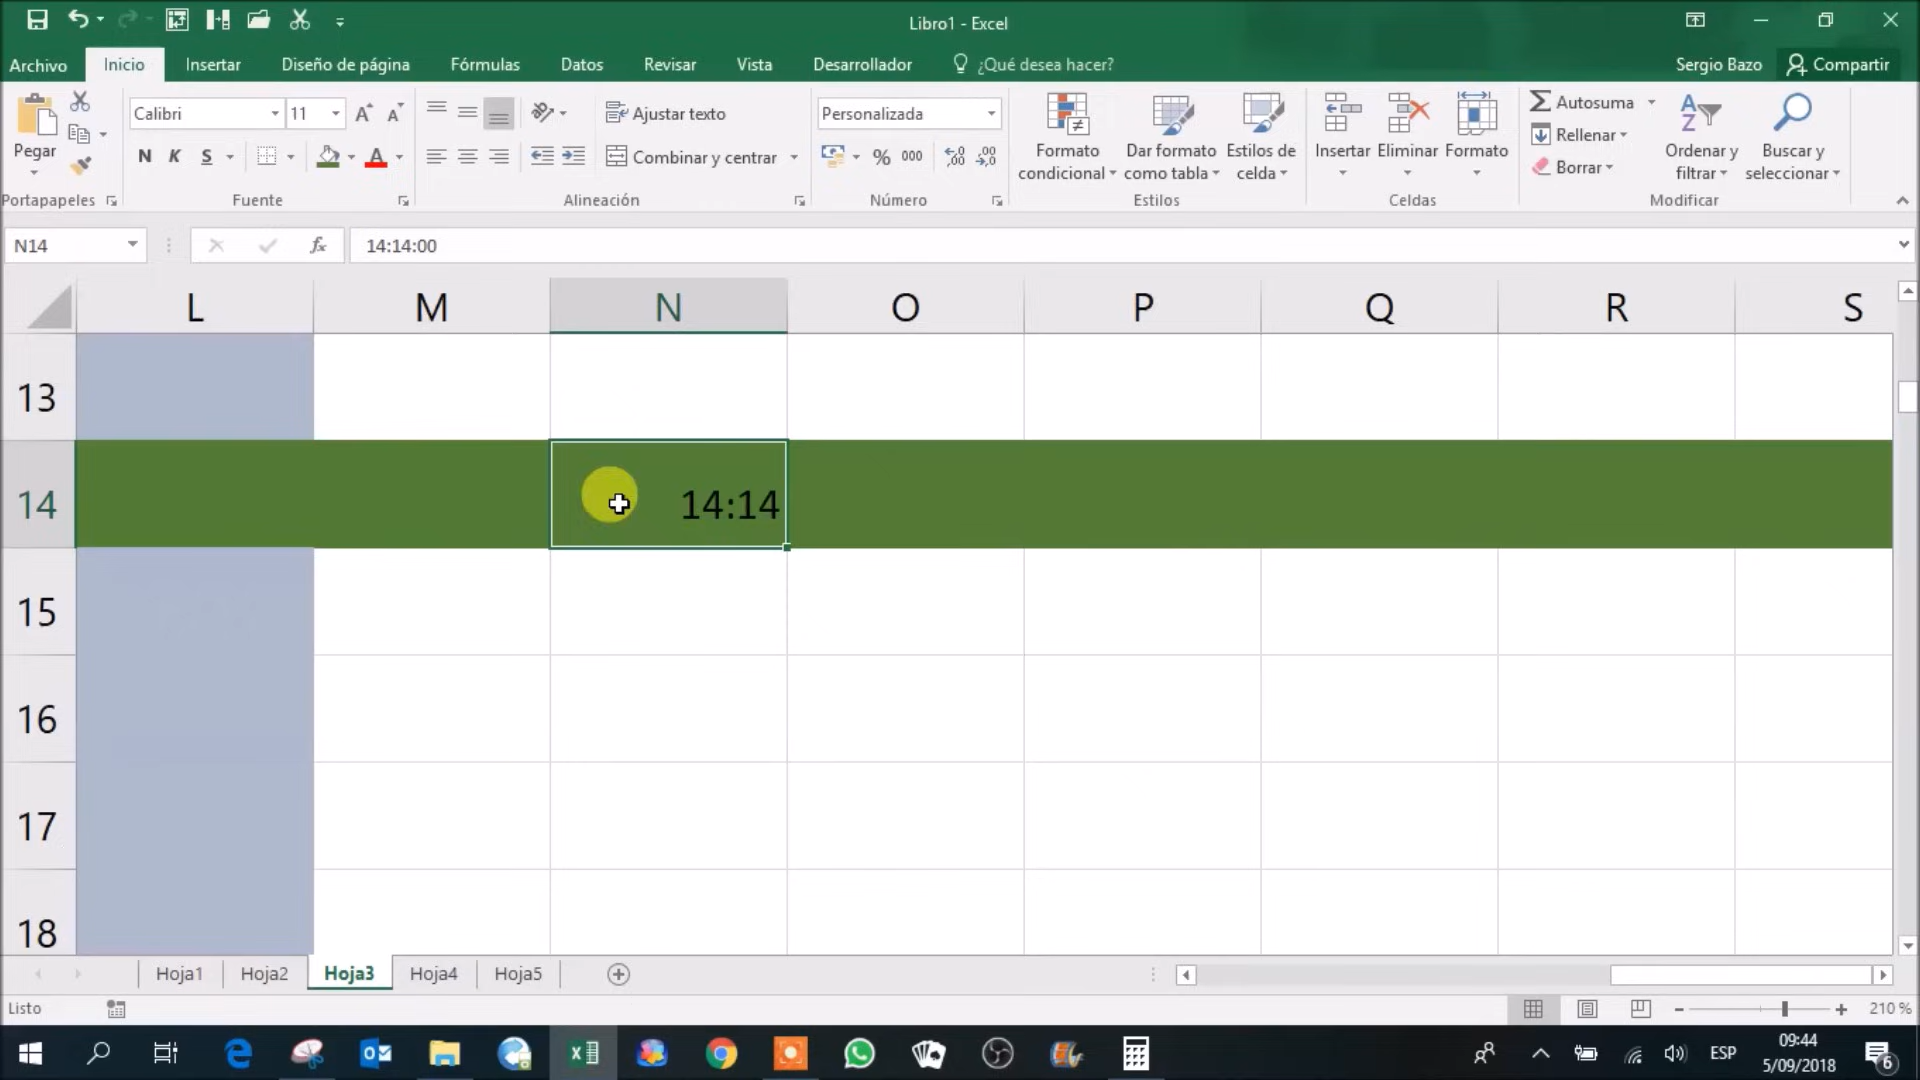 Libro1 - Excel
Archivo Inicio Insertar Diseño de página Fórmulas Datos Revisar Vista Desarrollador ¿Qué desea hacer? Sergio Bazo Compartir
Pegar
Portapapeles
Calibri 11
N K S A
Fuente
Ajustar texto
Combinar y centrar
Alineación
Personalizada
% 000
Número
Formato condicional
Dar formato como tabla
Estilos de celda
Estilos
Insertar Eliminar Formato
Celdas
Autosuma
Rellenar
Borrar
Ordenar y filtrar
Buscar y seleccionar
Modificar
N14 fx 14:14:00
L M N O P Q R S
13
14 14:14
15
16
17
18
Hoja1 Hoja2 Hoja3 Hoja4 Hoja5
Listo 210 %
ESP 09:44
5/09/2018 6